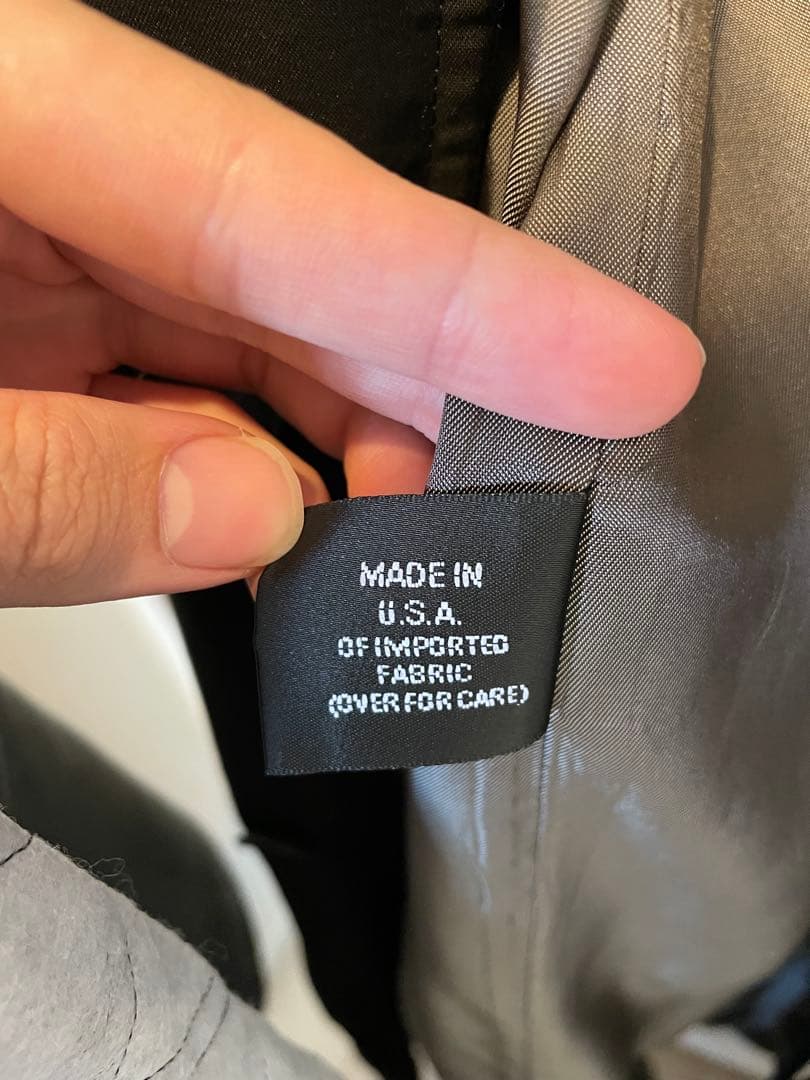 MADE IN
U.S.A.
OF IMPORTED
FABRIC
(OVER FOR CARE)